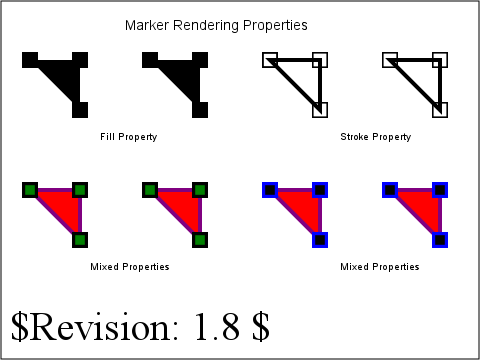 Marker Rendering Properties
Fill Property
Stroke Property
Mixed Properties
Mixed Properties
$Revision: 1.8 $